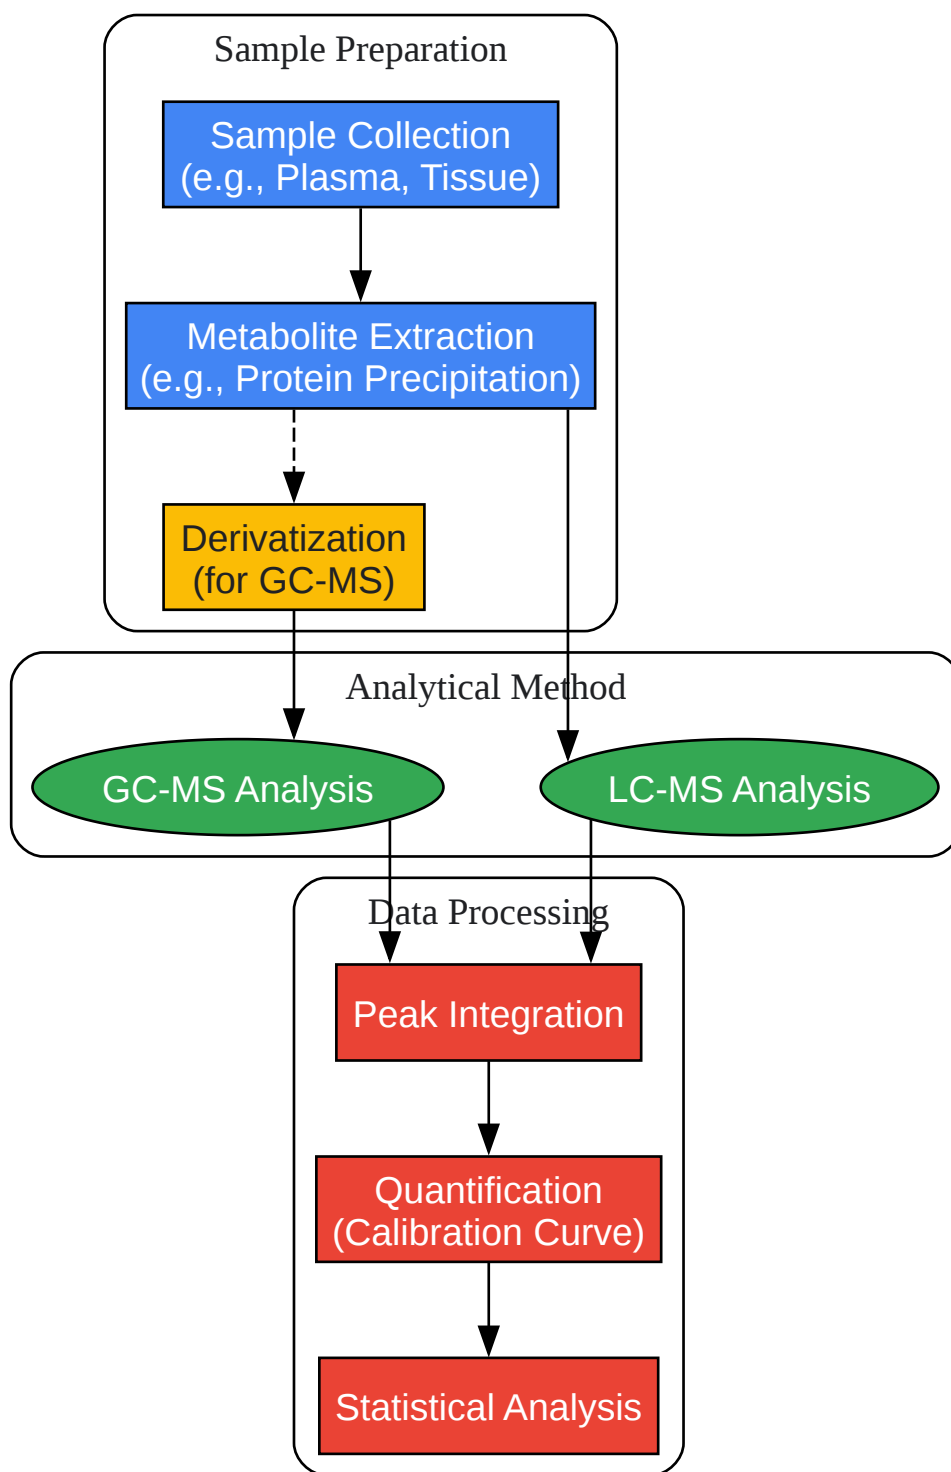 Sample Preparation
Sample Collection
(e.g., Plasma, Tissue)
Metabolite Extraction
(e.g., Protein Precipitation)
Derivatization
(for GC-MS)
Analytical Method
GC-MS Analysis
LC-MS Analysis
Data Processing
Peak Integration
Quantification
(Calibration Curve)
Statistical Analysis